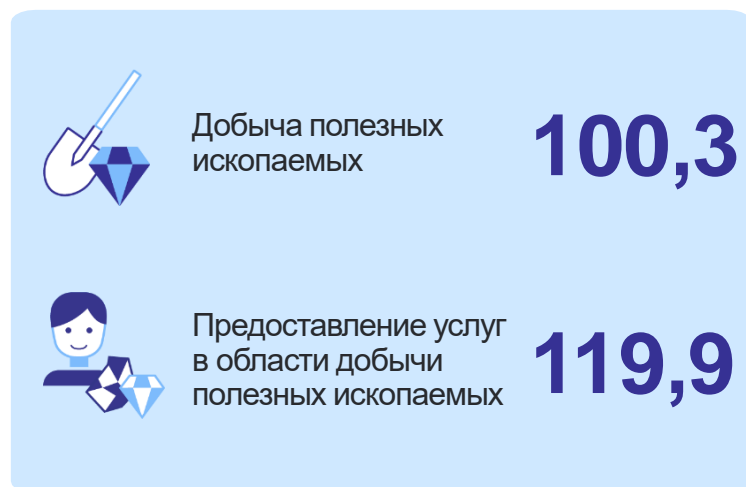 Добыча полезных
ископаемых
100,3
Предоставление услуг
в области добычи
полезных ископаемых
119,9